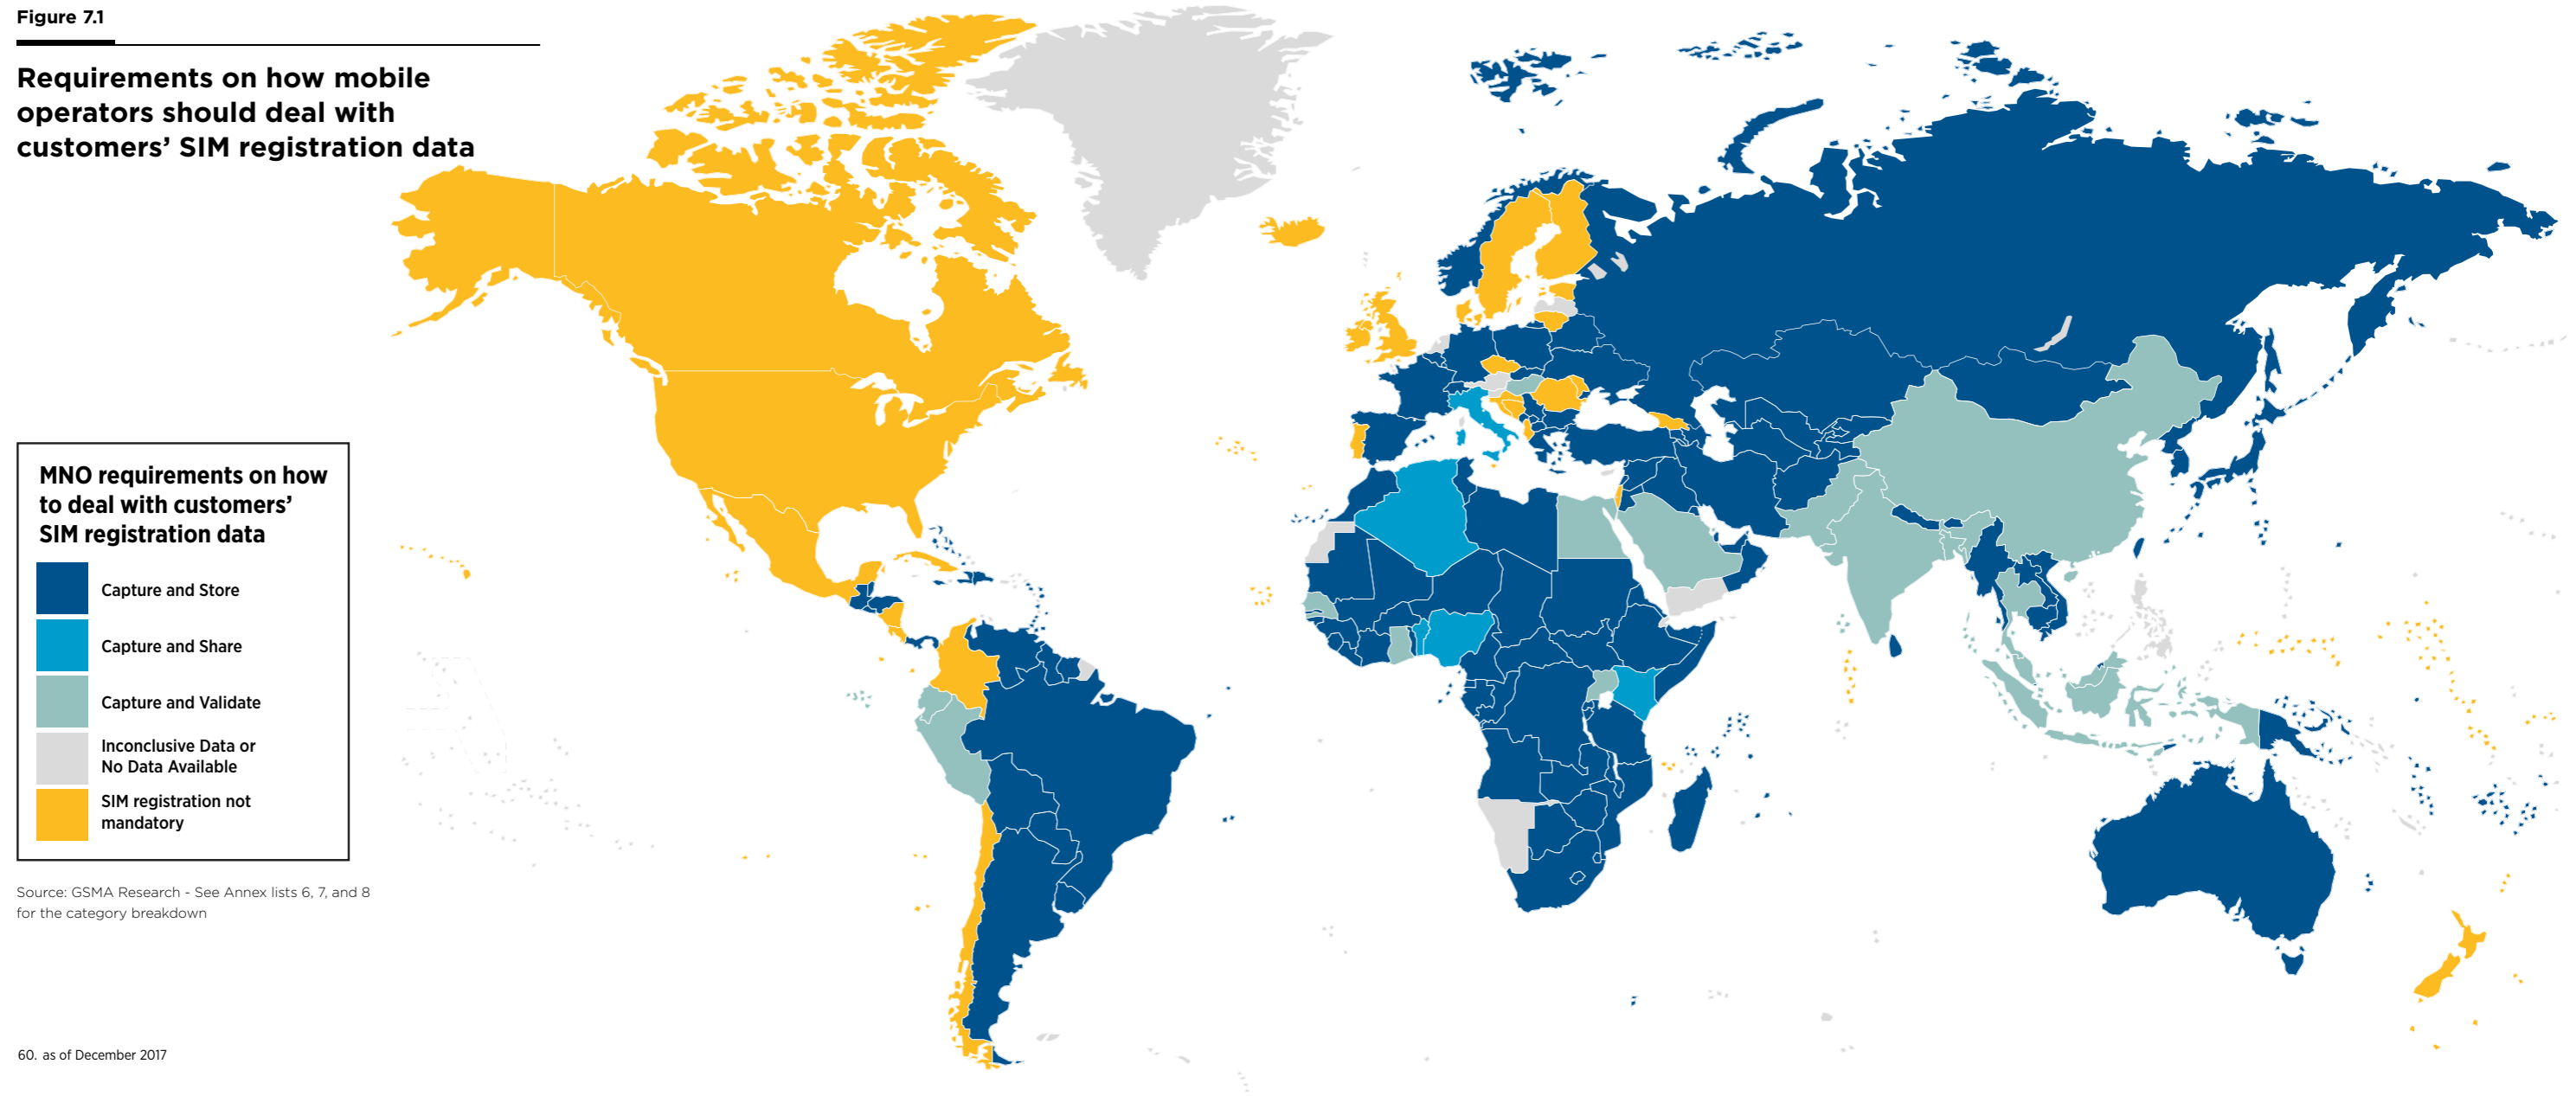 Figure 7.1
Requirements on how mobile
operators should deal with
customers’ SIM registration data
MNO requirements on how
to deal with customers’
SIM registration data
Capture and Store
Capture and Share
Capture and Validate
Inconclusive Data or
No Data Available
SIM registration not
mandatory
Source: GSMA Research - See Annex lists 6, 7, and 8
for the category breakdown
60. as of December 2017